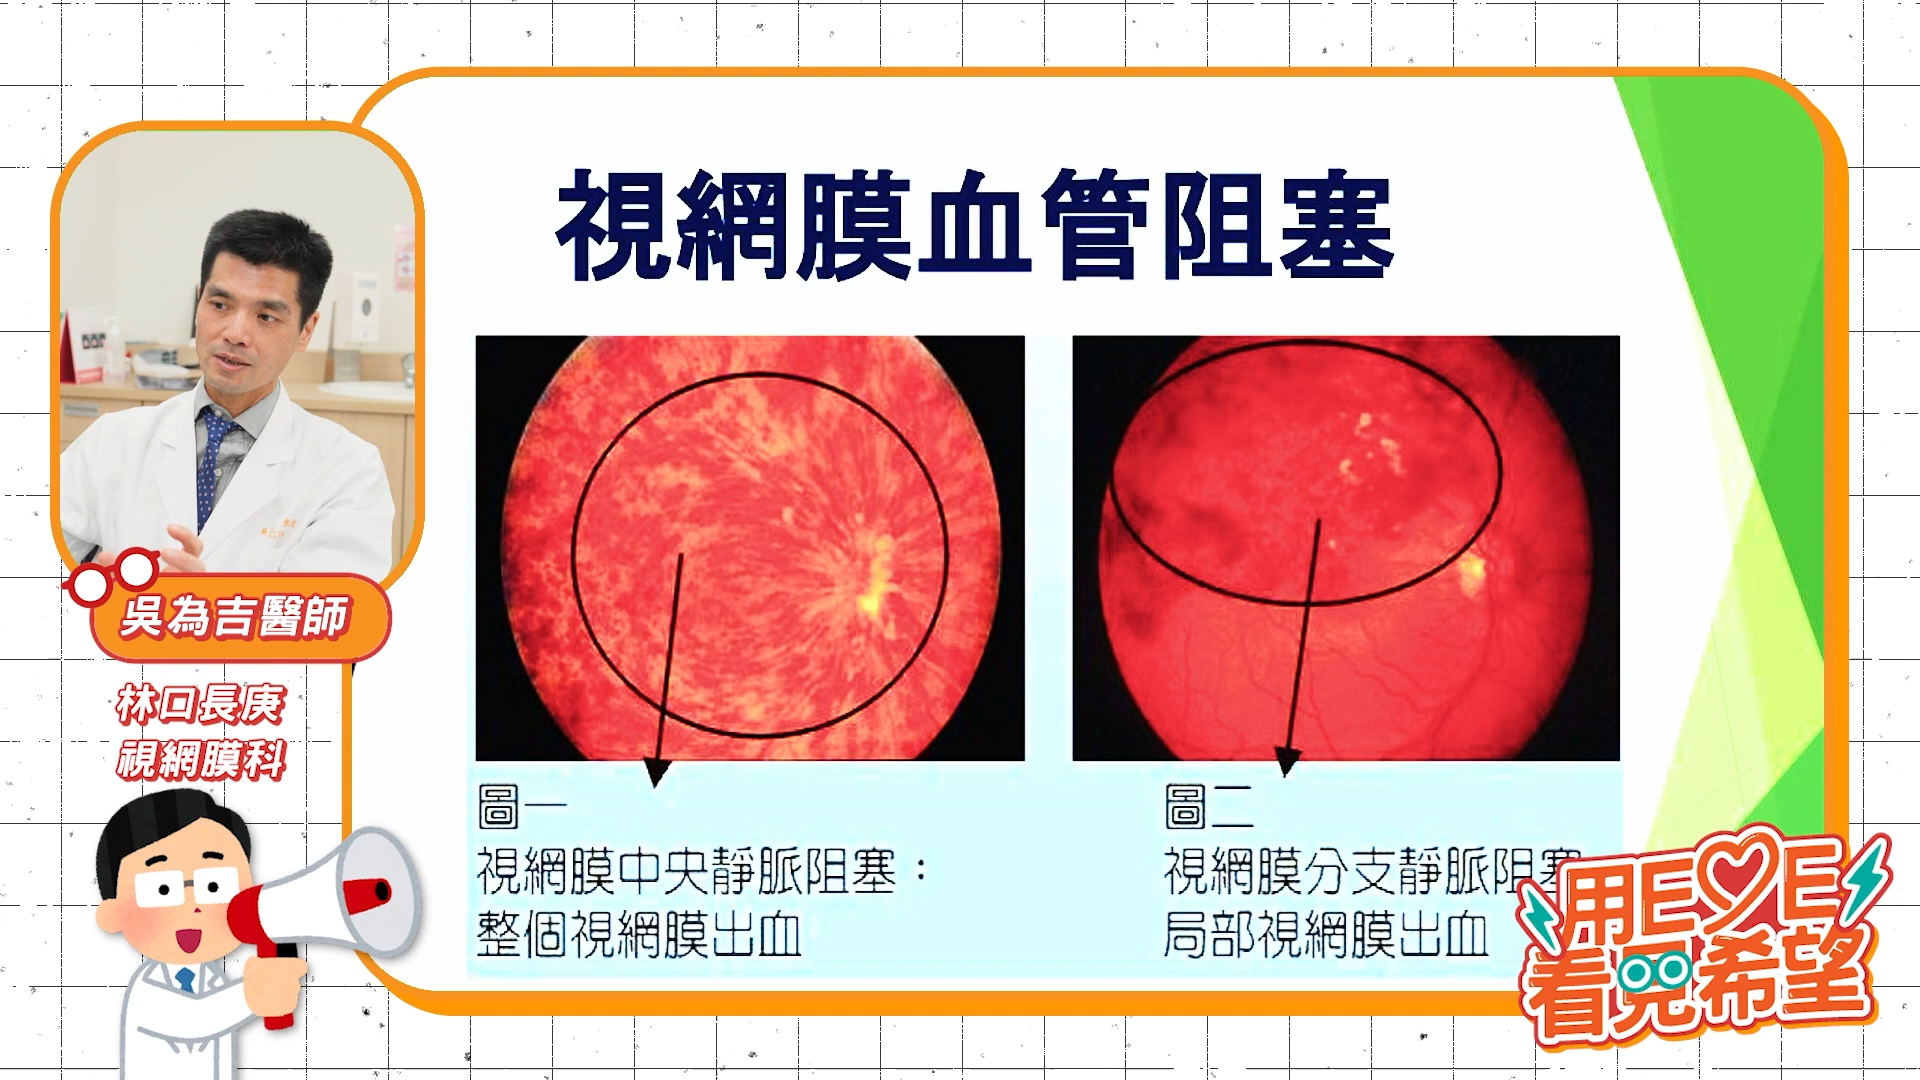 視網膜血管阻塞
吳為吉醫師
林口長庚
視網膜科
圖一
視網膜中央靜脈阻塞：
整個視網膜出血
圖二
視網膜分支靜脈阻塞
局部視網膜出血
用EYE
看見希望